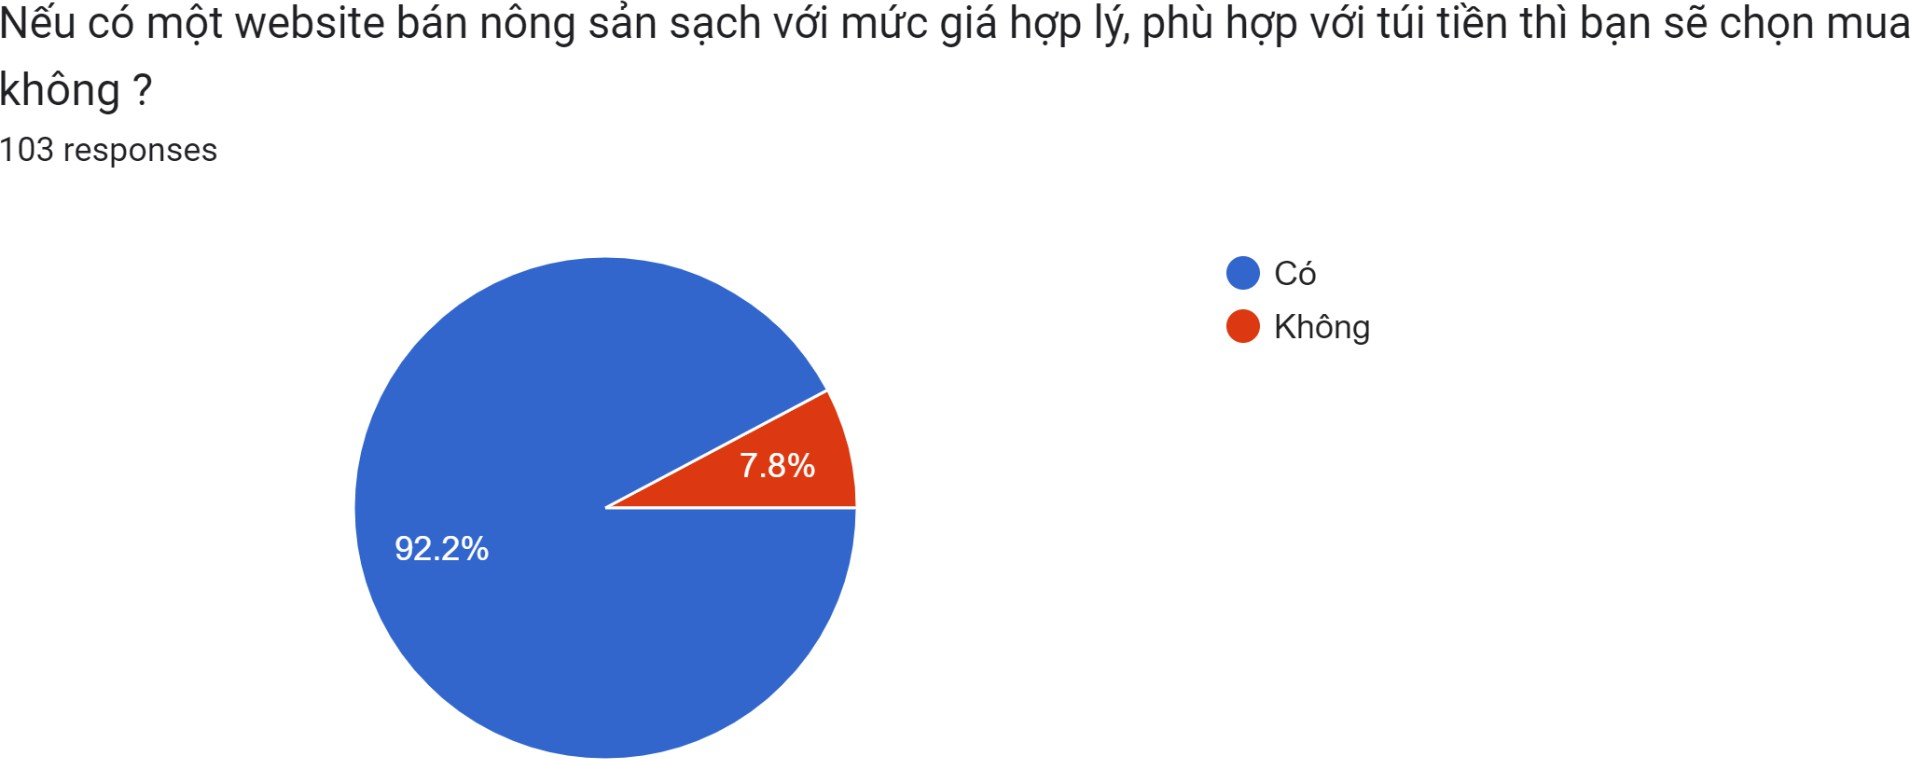 Nếu có một website bán nông sản sạch với mức giá hợp lý, phù hợp với túi tiền thì bạn sẽ chọn mua
không ?
103 responses
Có
Không
7.8%
92.2%